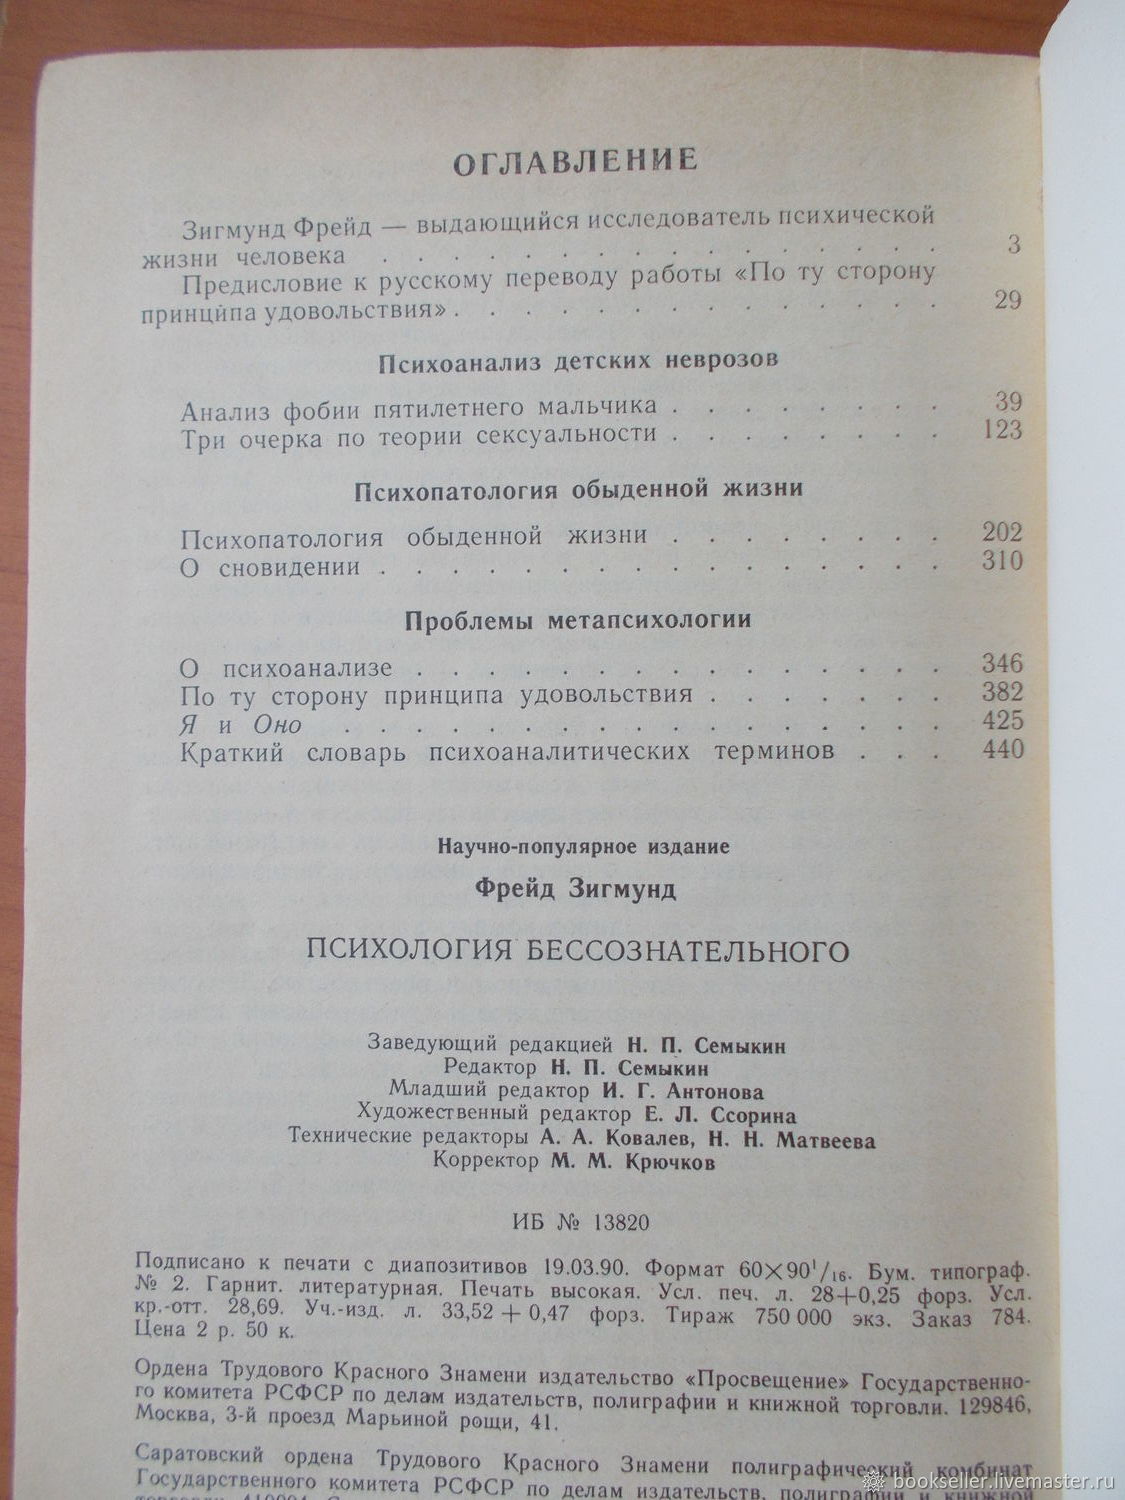 ОГЛАВЛЕНИЕ
Зигмунд Фрейд — выдающийся исследователь психической
жизни человека . . . . . . . . . . . . . . 3
Предисловие к русскому переводу работы «По ту сторону
принципа удовольствия» . . . . . . . . . . . 29
Психоанализ детских неврозов
Анализ фобии пятилетнего мальчика . . . . . . . . 39
Три очерка по теории сексуальности . . . . . . . . 123
Психопатология обыденной жизни
Психопатология обыденной жизни . . . . . . . . 202
О сновидении . . . . . . . . . . . . . . . . 310
Проблемы метапсихологии
О психоанализе . . . . . . . . . . . . . . . 346
По ту сторону принципа удовольствия . . . . . . . 382
Я и Оно . . . . . . . . . . . . . . . . . 425
Краткий словарь психоаналитических терминов . . . 440
Научно-популярное издание
Фрейд Зигмунд
ПСИХОЛОГИЯ БЕССОЗНАТЕЛЬНОГО
Заведующий редакцией Н. П. Семыкин
Редактор Н. П. Семыкин
Младший редактор И. Г. Антонова
Художественный редактор Е. Л. Ссорина
Технические редакторы А. А. Ковалев, Н. Н. Матвеева
Корректор М. М. Крючков
ИБ № 13820
Подписано к печати с диапозитивов 19.03.90. Формат 60×90¹/₁₆. Бум. типограф.
№ 2. Гарнит. литературная. Печать высокая. Усл. печ. л. 28+0,25 форз. Усл.
кр.-отт. 28,69. Уч.-изд. л. 33,52 + 0,47 форз. Тираж 750 000 экз. Заказ 784.
Цена 2 р. 50 к.
Ордена Трудового Красного Знамени издательство «Просвещение» Государственно-
го комитета РСФСР по делам издательств, полиграфии и книжной торговли. 129846,
Москва, 3-й проезд Марьиной рощи, 41.
Саратовский ордена Трудового Красного Знамени полиграфический комбинат
Государственного комитета РСФСР по делам издательств, полиграфии и книжной
bookseller.livemaster.ru